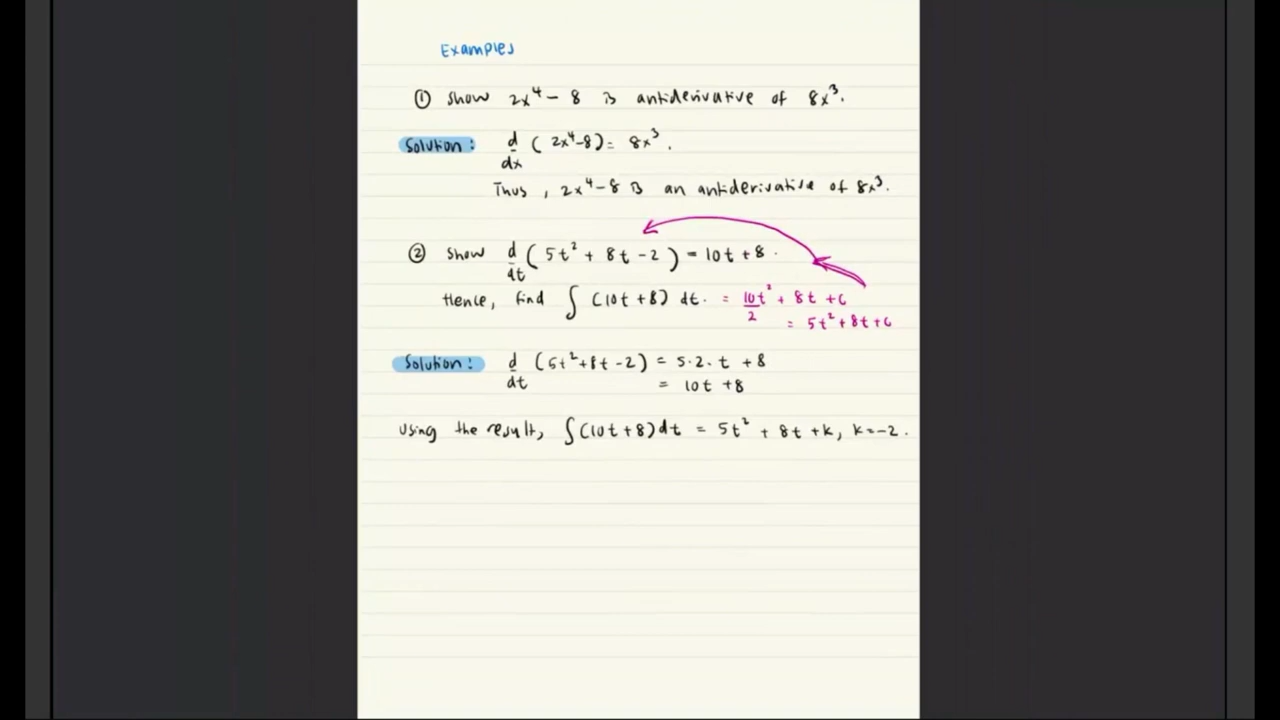 Examples
① Show 2x⁴ − 8 is antiderivative of 8x³.
Solution: d/dx (2x⁴−8) = 8x³.
Thus, 2x⁴−8 is an antiderivative of 8x³.
② Show d/dt (5t² + 8t − 2) = 10t + 8.
Hence, find ∫ (10t + 8) dt. = 10t²/2 + 8t + C
= 5t² + 8t + C
Solution: d/dt (5t² + 8t − 2) = 5·2·t + 8
= 10t + 8
Using the result, ∫(10t + 8)dt = 5t² + 8t + k, k = −2.